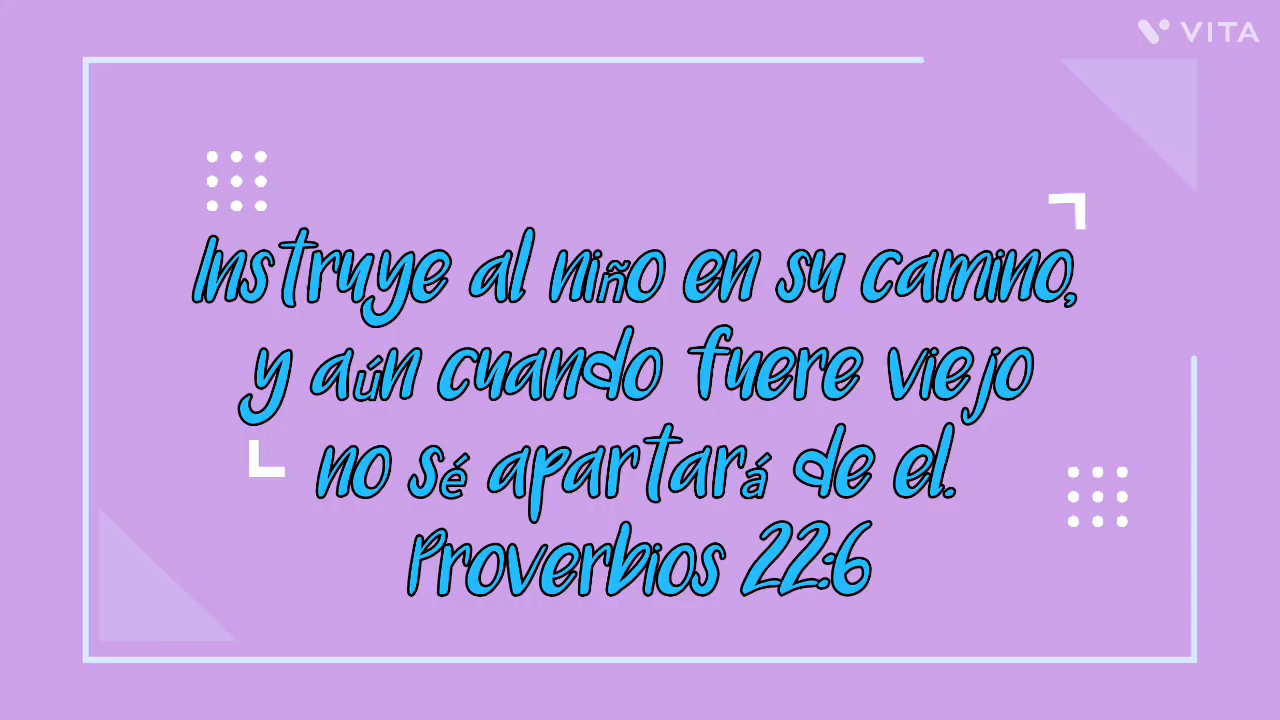 VITA
Instruye al niño en su camino,
y aún cuando fuere viejo
no sé apartará de el.
Proverbios 22:6